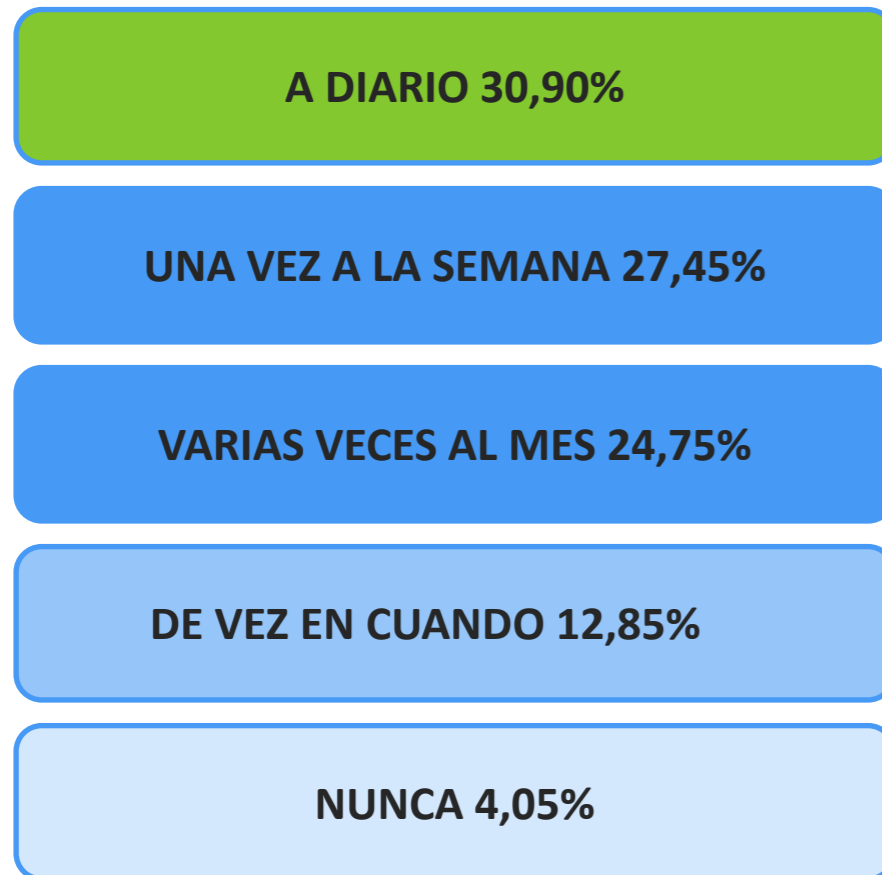 A DIARIO 30,90%
UNA VEZ A LA SEMANA 27,45%
VARIAS VECES AL MES 24,75%
DE VEZ EN CUANDO 12,85%
NUNCA 4,05%